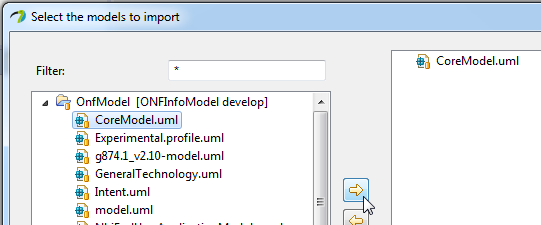 Select the models to import
Filter:
*
OnfModel [ONFInfoModel develop]
CoreModel.uml
Experimental.profile.uml
g874.1_v2.10-model.uml
GeneralTechnology.uml
Intent.uml
model.uml
CoreModel.uml